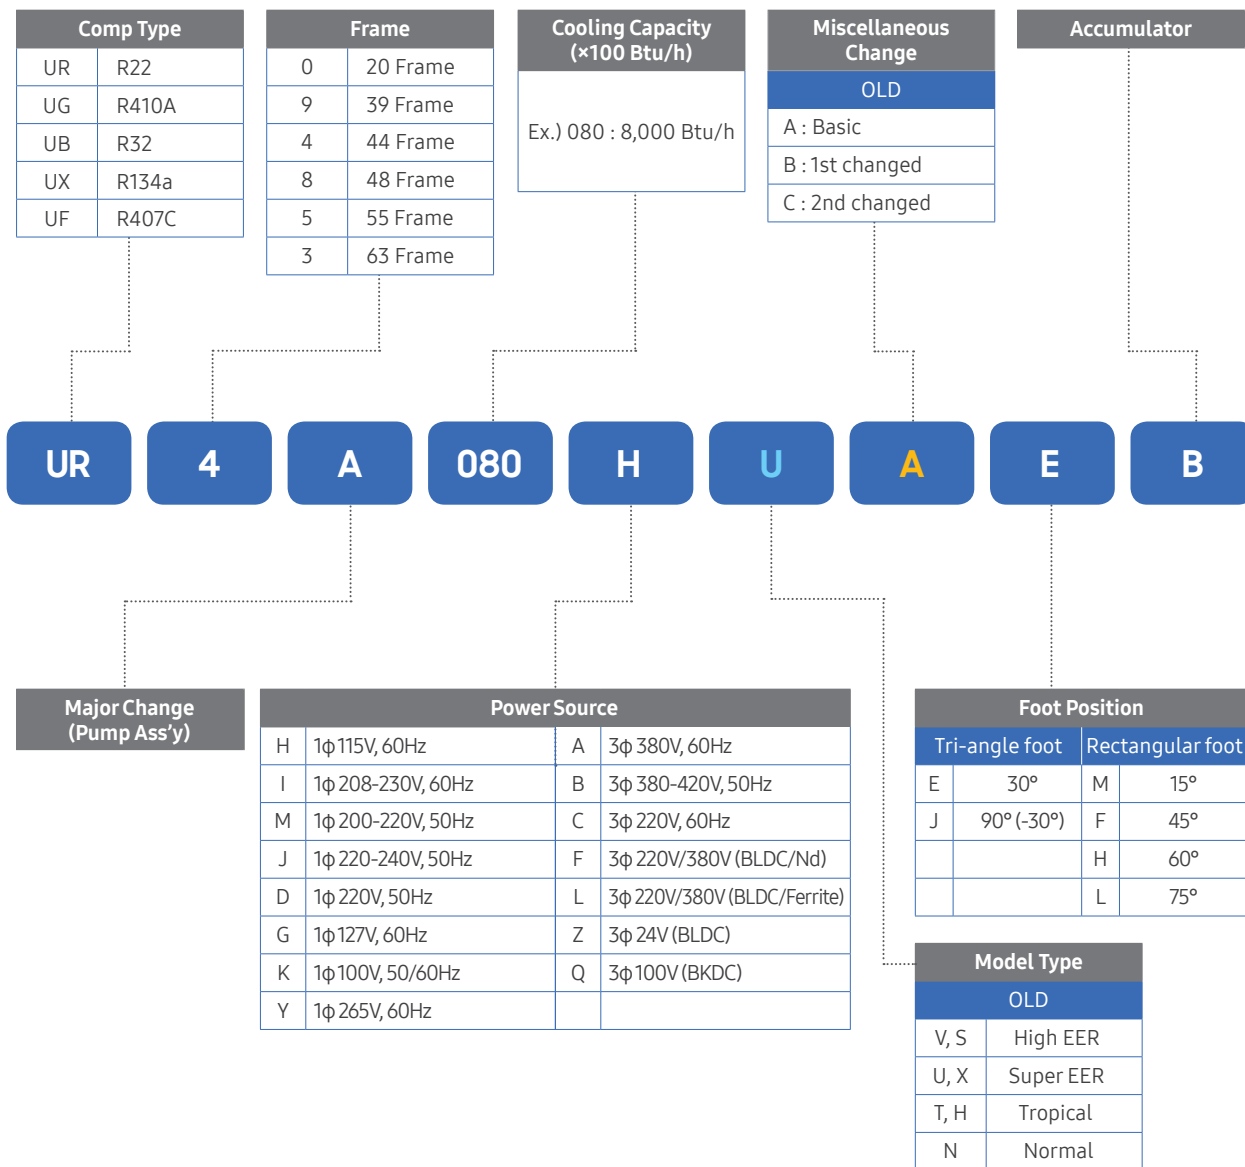 Comp Type
UR R22
UG R410A
UB R32
UX R134a
UF R407C
Frame
0 20 Frame
9 39 Frame
4 44 Frame
8 48 Frame
5 55 Frame
3 63 Frame
Cooling Capacity
(×100 Btu/h)
Ex.) 080 : 8,000 Btu/h
Miscellaneous
Change
OLD
A : Basic
B : 1st changed
C : 2nd changed
Accumulator
UR 4 A 080 H U A E B
Major Change
(Pump Ass'y)
Power Source
H 1ϕ 115V, 60Hz A 3ϕ 380V, 60Hz
I 1ϕ 208-230V, 60Hz B 3ϕ 380-420V, 50Hz
M 1ϕ 200-220V, 50Hz C 3ϕ 220V, 60Hz
J 1ϕ 220-240V, 50Hz F 3ϕ 220V/380V (BLDC/Nd)
D 1ϕ 220V, 50Hz L 3ϕ 220V/380V (BLDC/Ferrite)
G 1ϕ 127V, 60Hz Z 3ϕ 24V (BLDC)
K 1ϕ 100V, 50/60Hz Q 3ϕ 100V (BKDC)
Y 1ϕ 265V, 60Hz
Foot Position
Tri-angle foot Rectangular foot
E 30° M 15°
J 90° (-30°) F 45°
H 60°
L 75°
Model Type
OLD
V, S High EER
U, X Super EER
T, H Tropical
N Normal